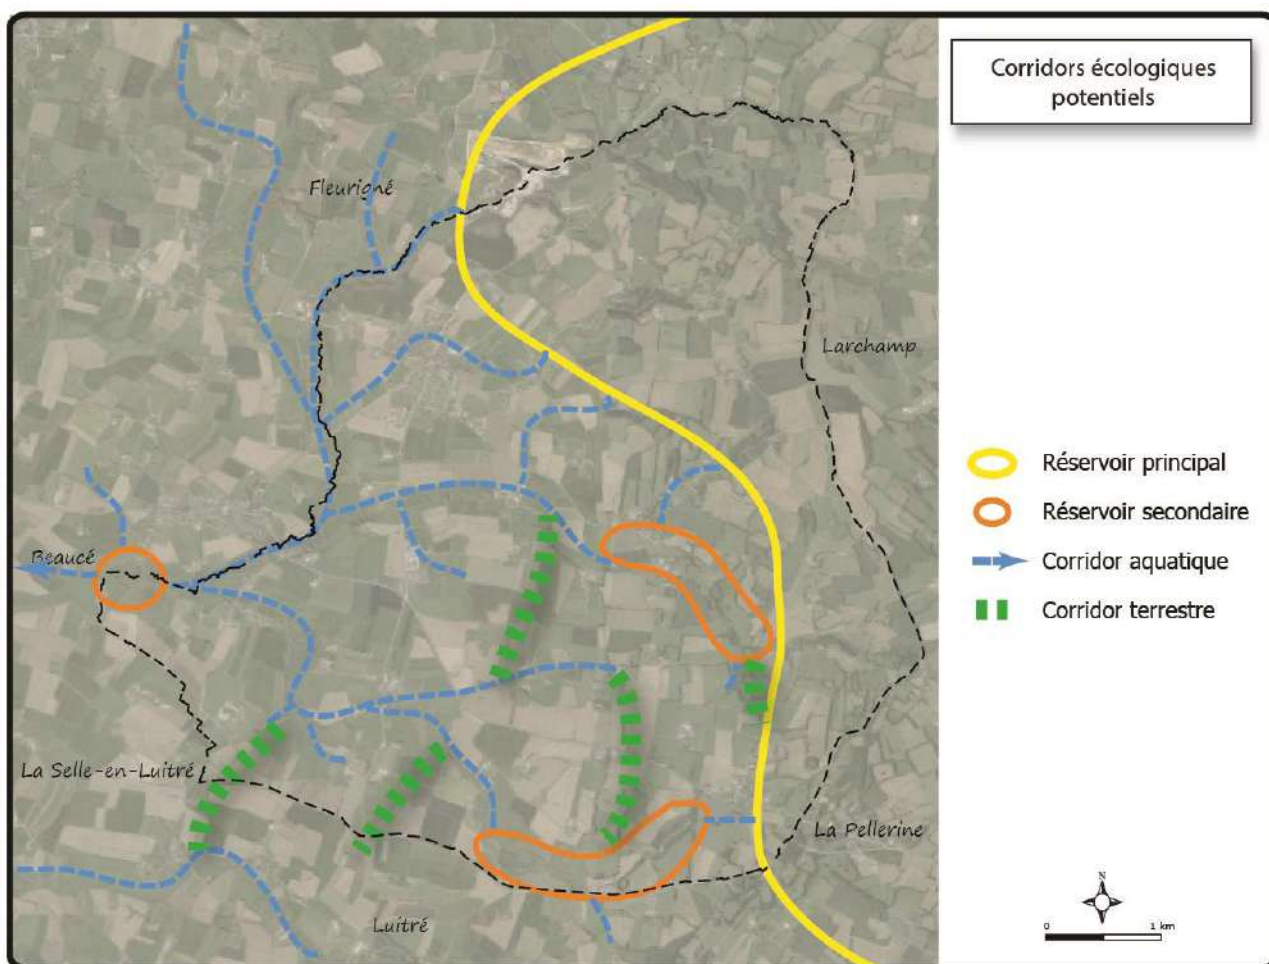 Corridors écologiques
potentiels
Fleurigné
Larchamp
Beaucé
La Selle-en-Luitré
La Pellerine
Luitré
Réservoir principal
Réservoir secondaire
Corridor aquatique
Corridor terrestre
N
0 1 km